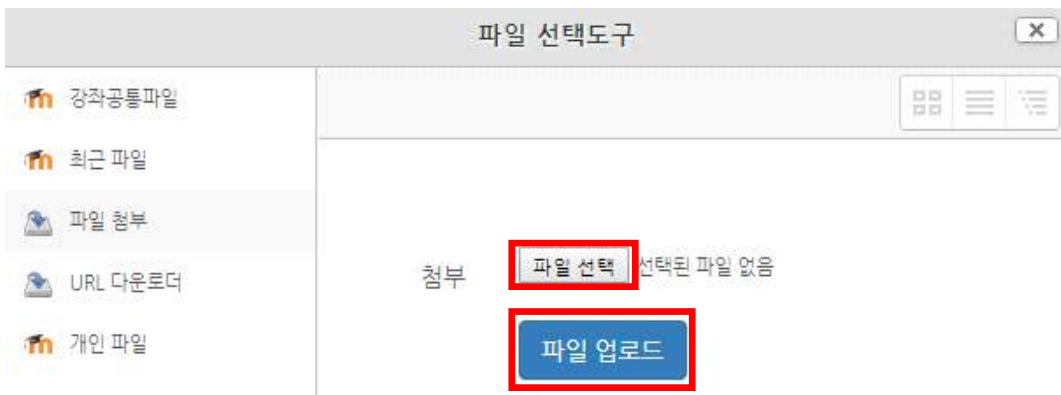 파일 선택도구
강좌공통파일
최근 파일
파일 첨부
URL 다운로더
개인 파일
첨부 파일 선택 선택된 파일 없음
파일 업로드